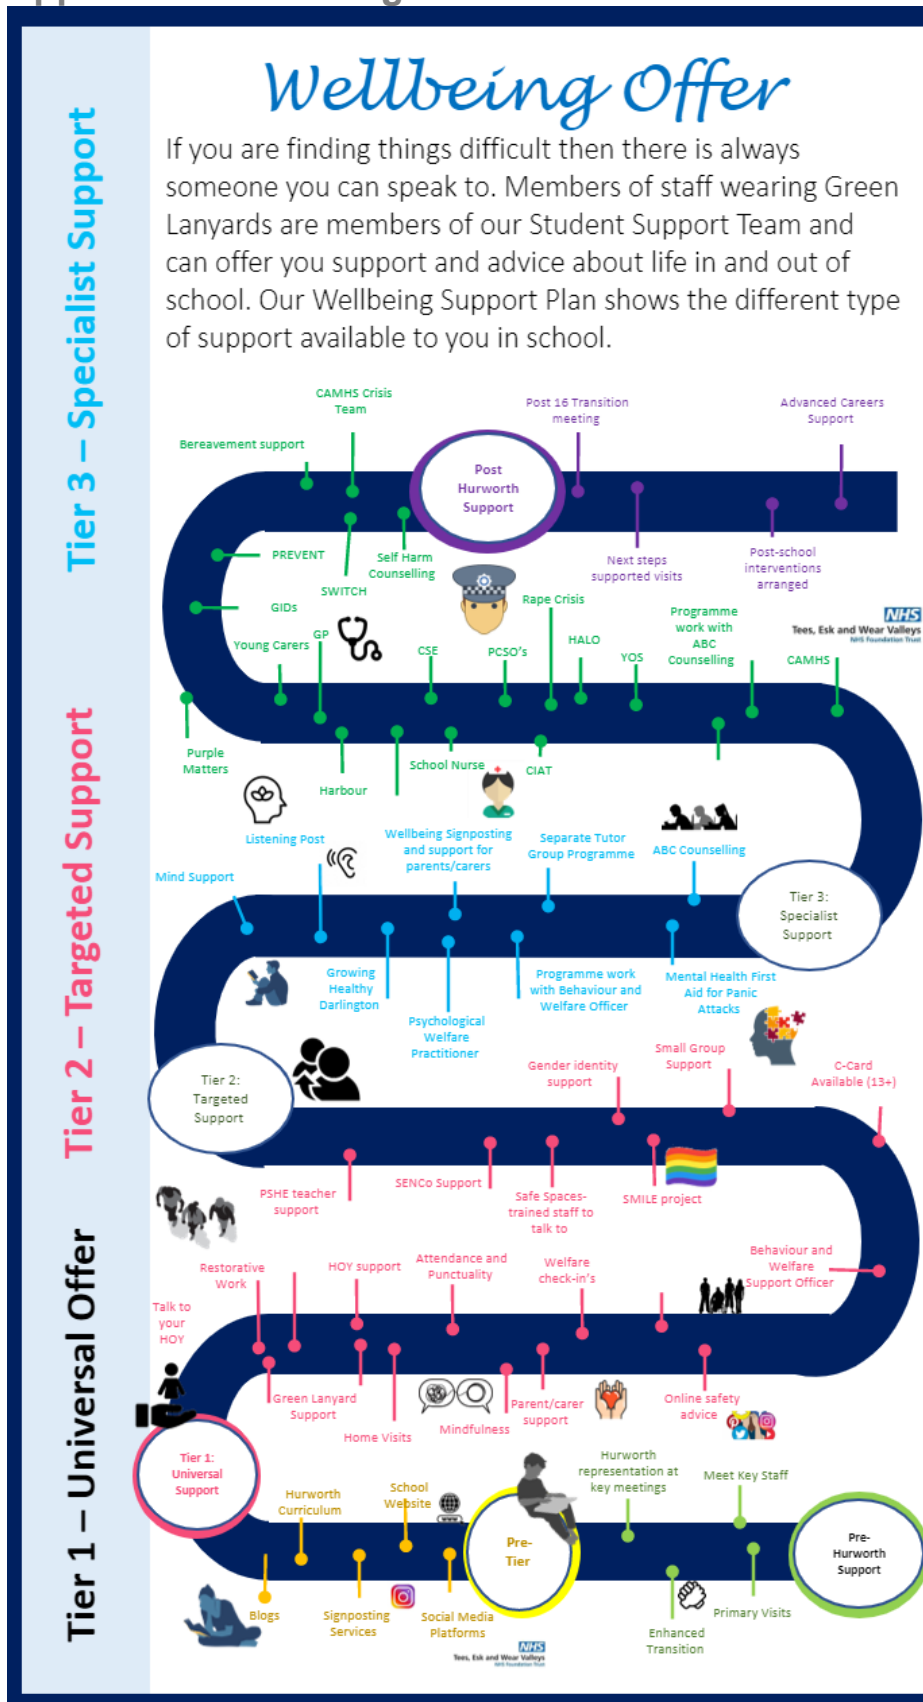 Wellbeing Offer
If you are finding things difficult then there is always
someone you can speak to. Members of staff wearing Green
Lanyards are members of our Student Support Team and
can offer you support and advice about life in and out of
school. Our Wellbeing Support Plan shows the different type
of support available to you in school.
Tier 3 – Specialist Support
Tier 2 – Targeted Support
Tier 1 – Universal Offer
CAMHS Crisis
Team
Bereavement support
Post 16 Transition
meeting
Advanced Careers
Support
Post
Hurworth
Support
PREVENT
SWITCH
Self Harm
Counselling
Next steps
supported visits
Post-school
interventions
arranged
GIDs
Young Carers
GP
CSE
PCSO's
Rape Crisis
HALO
YOS
Programme
work with
ABC
Counselling
CAMHS
NHS
Tees, Esk and Wear Valleys
NHS Foundation Trust
Purple
Matters
Harbour
School Nurse
CIAT
Listening Post
Mind Support
Wellbeing Signposting
and support for
parents/carers
Separate Tutor
Group Programme
ABC Counselling
Tier 3:
Specialist
Support
Growing
Healthy
Darlington
Psychological
Welfare
Practitioner
Programme work
with Behaviour and
Welfare Officer
Mental Health First
Aid for Panic
Attacks
Tier 2:
Targeted
Support
Gender identity
support
Small Group
Support
C-Card
Available (13+)
PSHE teacher
support
SENCo Support
Safe Spaces-
trained staff to
talk to
SMILE project
Restorative
Work
HOY support
Attendance and
Punctuality
Welfare
check-in's
Behaviour and
Welfare
Support Officer
Talk to
your
HOY
Green Lanyard
Support
Home Visits
Mindfulness
Parent/carer
support
Online safety
advice
Tier 1:
Universal
Support
Hurworth
Curriculum
School
Website
Pre-
Tier
Hurworth
representation at
key meetings
Meet Key Staff
Pre-
Hurworth
Support
Blogs
Signposting
Services
Social Media
Platforms
Enhanced
Transition
Primary Visits
NHS
Tees, Esk and Wear Valleys
NHS Foundation Trust